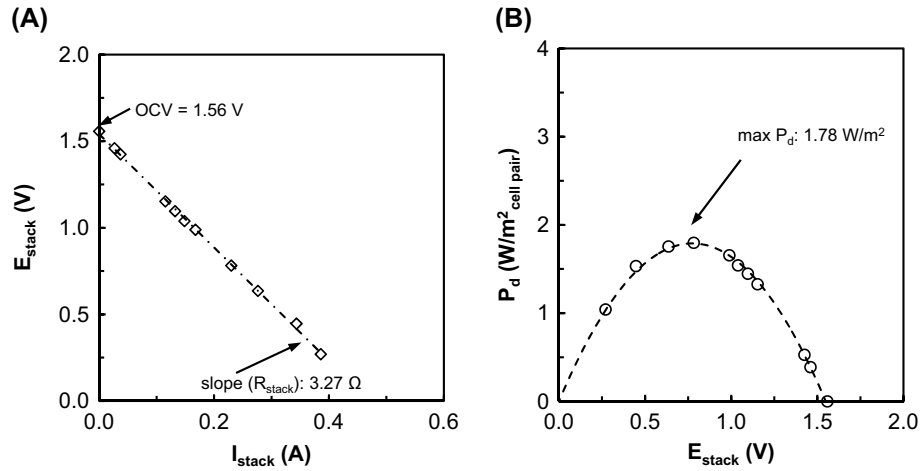 (A)
2.0
1.5
1.0
0.5
0.0
E_stack (V)
OCV = 1.56 V
slope (R_stack): 3.27 Ω
0.0
0.2
0.4
0.6
I_stack (A)
(B)
4
3
2
1
0
P_d (W/m²_cell pair)
max P_d: 1.78 W/m²
0.0
0.5
1.0
1.5
2.0
E_stack (V)